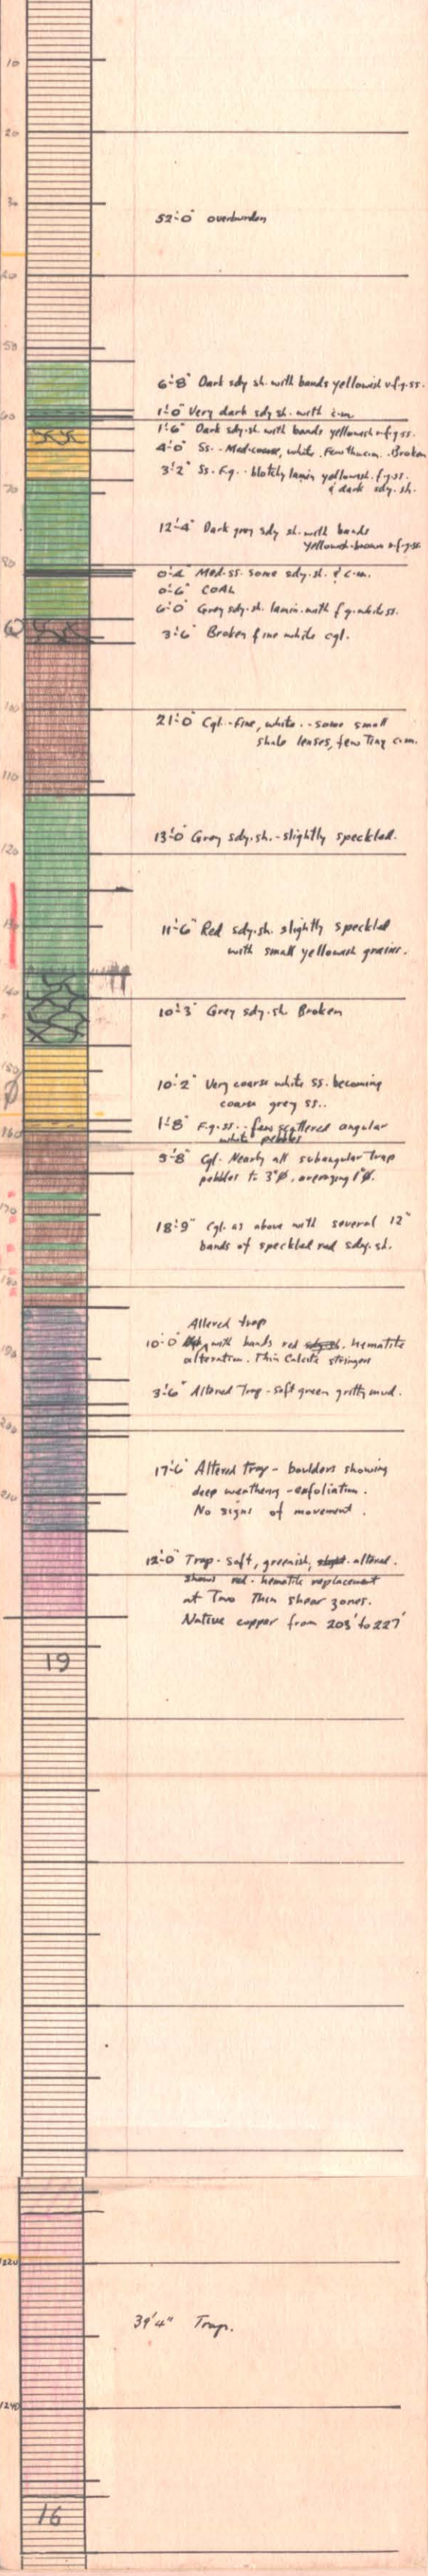 10
20
30
52'-0" overburden
40
50
6'-8" Dark sdy sh. with bands yellowish v.f.g.ss.
1'-0" Very dark sdy sh. with c.m.
60
1'-6" Dark sdy.sh. with bands yellowish v.f.g.ss.
4'-0" Ss. - Med-coarse, white. Few thin c.m. Broken
3'-2" Ss. F.g. - blotchy lamin yellowish f.g.ss.
& dark sdy. sh.
70
12'-4" Dark grey sdy sh. with bands
yellowish-brown v.f.g.ss.
80
Med. ss. some sdy. sh. & c.m.
0'-6" COAL
6'-0" Grey sdy. sh. lamin. with f.g. white ss.
3'-6" Broken fine white cgl.
100
21'-0" Cgl. - fine, white. - some small
shale lenses, few tiny c.m.
110
13'-0" Grey sdy. sh. - slightly speckled.
120
130
11'-6" Red sdy. sh. slightly speckled
with small yellowish grains.
140
10'-3" Grey sdy. sh. Broken
150
10'-2" Very coarse white ss. becoming
coarse grey ss..
1'-8" F.g. ss. - few scattered angular
white pebbles
160
Cgl. Nearly all subangular trap
pebbles to 3"Ø, averaging 1"Ø.
170
18'-9" Cgl. as above with several 12"
bands of speckled red sdy. sh.
180
Altered trap
10'-0" with bands red hematite
alteration. Thin Calcite stringers
190
3'-6" Altered Trap - soft green gritty mud.
200
17'-6" Altered trap - boulders showing
deep weathering - exfoliation.
210
No signs of movement.
12'-0" Trap - soft, greenish, altered.
shows red - hematite replacement
at Two Thin shear zones.
Native copper from 203' to 227'
19
1220
39'4" Trap.
1240
16